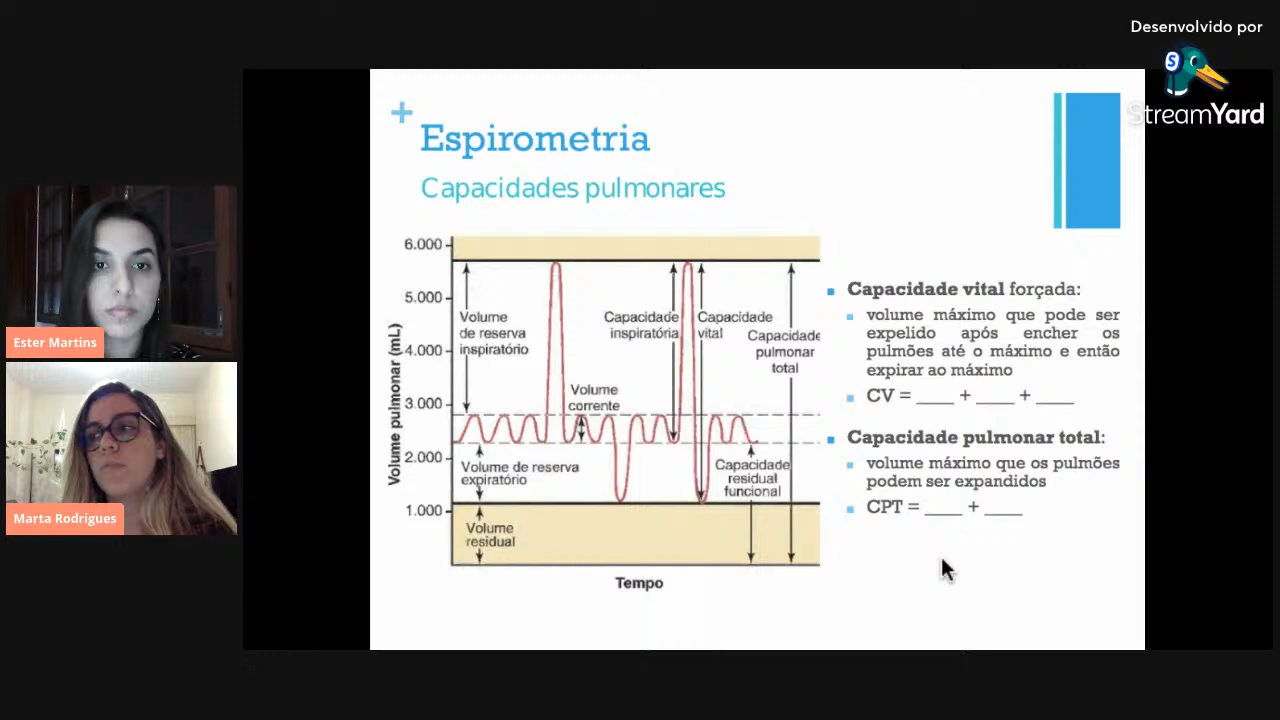 Desenvolvido por
StreamYard
+
Espirometria
Capacidades pulmonares
6.000
5.000
4.000
3.000
2.000
1.000
Volume pulmonar (mL)
Volume
de reserva
inspiratório
Volume
corrente
Capacidade
inspiratória
Capacidade
vital
Capacidade
pulmonar
total
Volume de reserva
expiratório
Capacidade
residual
funcional
Volume
residual
Tempo
Capacidade vital forçada:
volume máximo que pode ser
expelido após encher os
pulmões até o máximo e então
expirar ao máximo
CV = ____ + ____ + ____
Capacidade pulmonar total:
volume máximo que os pulmões
podem ser expandidos
CPT = ____ + ____
Ester Martins
Marta Rodrigues